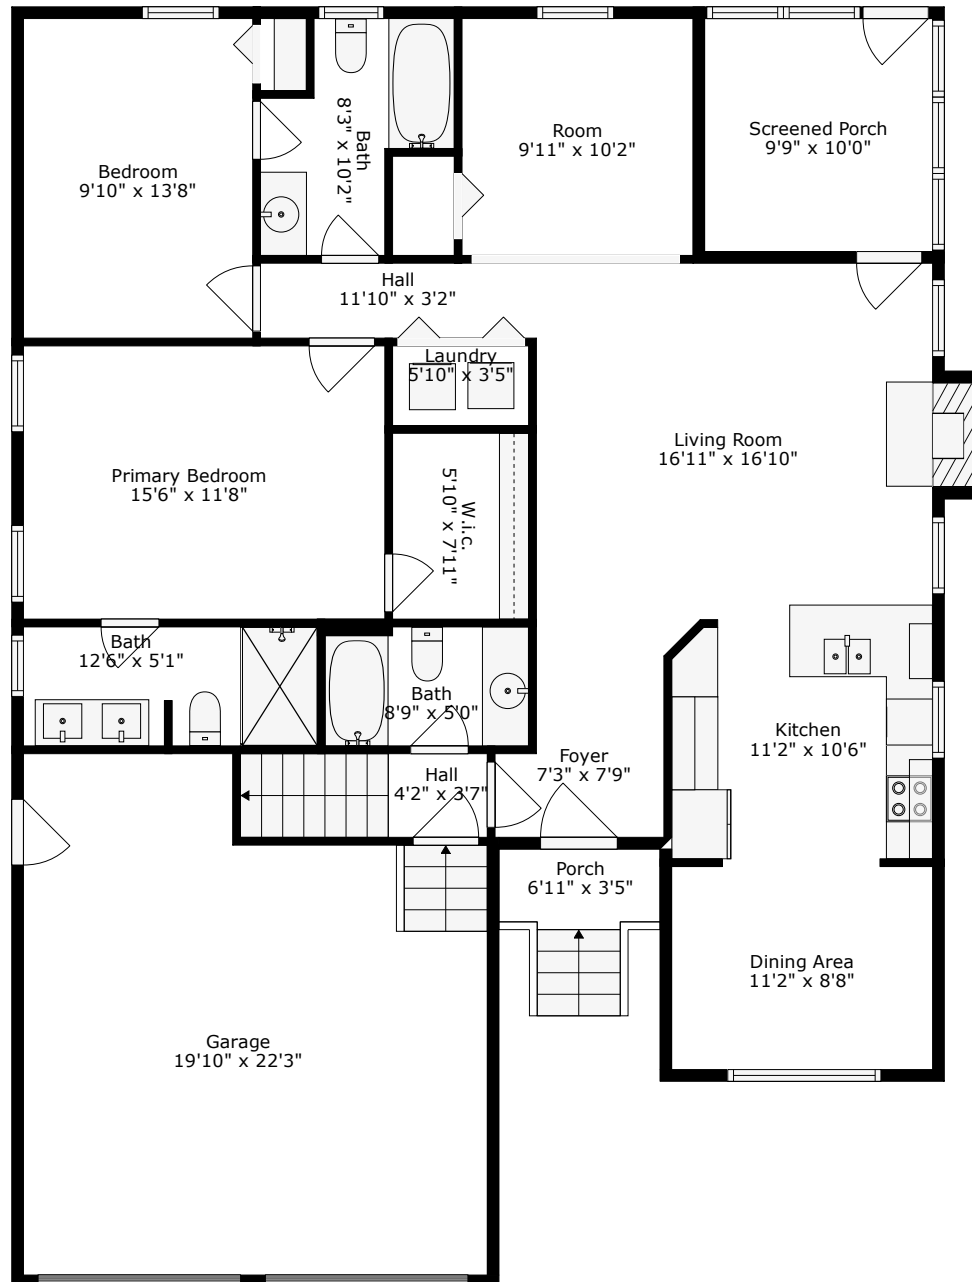 Bedroom
9'10" x 13'8"
Bath
8'3" x 10'2"
Room
9'11" x 10'2"
Screened Porch
9'9" x 10'0"
Hall
11'10" x 3'2"
Laundry
5'10" x 3'5"
Living Room
16'11" x 16'10"
Primary Bedroom
15'6" x 11'8"
W.i.c.
5'10" x 7'11"
Bath
12'6" x 5'1"
Bath
8'9" x 5'0"
Kitchen
11'2" x 10'6"
Foyer
7'3" x 7'9"
Hall
4'2" x 3'7"
Porch
6'11" x 3'5"
Dining Area
11'2" x 8'8"
Garage
19'10" x 22'3"